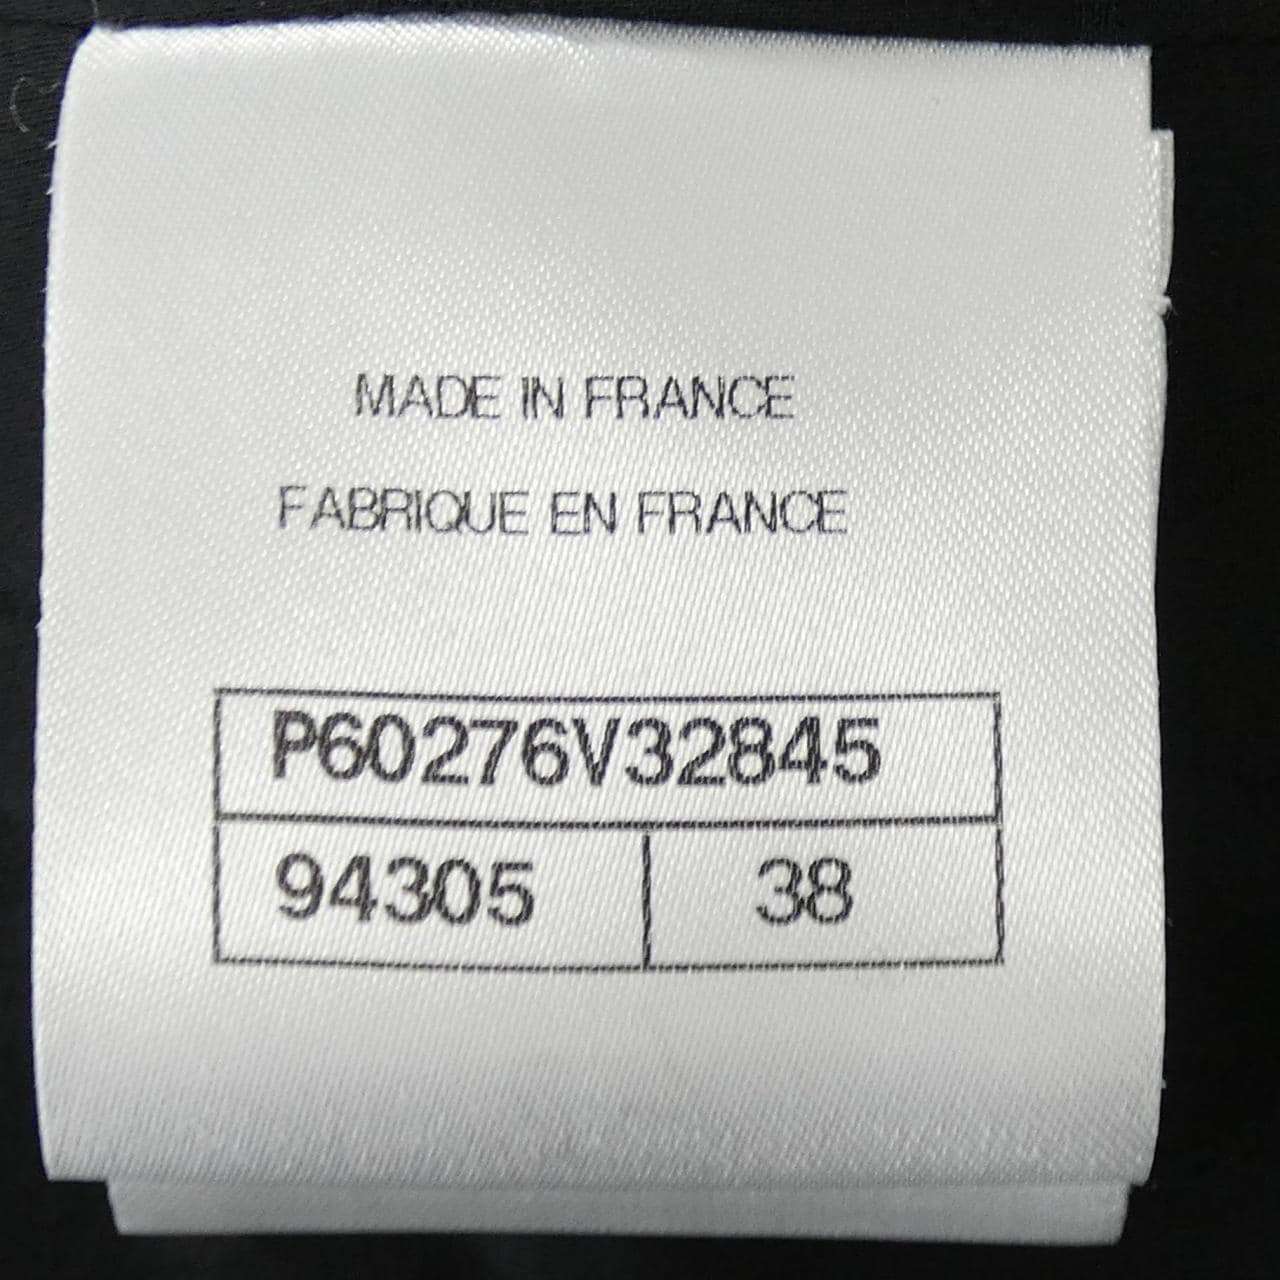 MADE IN FRANCE
FABRIQUE EN FRANCE
P60276V32845
94305 38